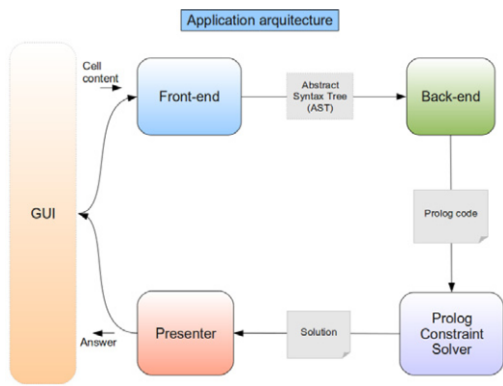 Application arquitecture
Cell
content
Front-end
Abstract
Syntax Tree
(AST)
Back-end
GUI
Prolog code
Answer
Presenter
Solution
Prolog
Constraint
Solver